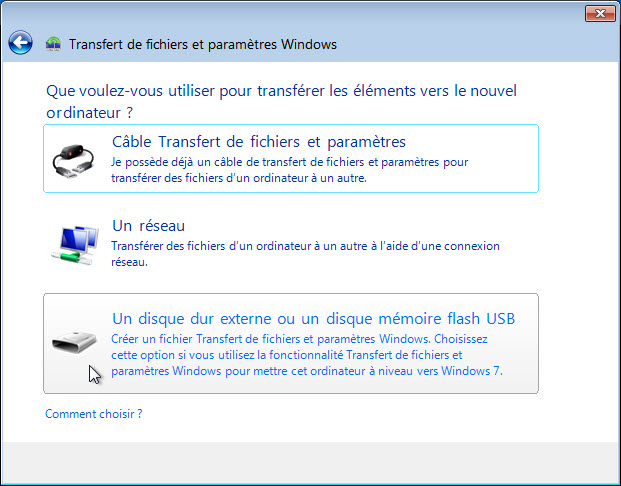 Transfert de fichiers et paramètres Windows
Que voulez-vous utiliser pour transférer les éléments vers le nouvel
ordinateur ?
Câble Transfert de fichiers et paramètres
Je possède déjà un câble de transfert de fichiers et paramètres pour
transférer des fichiers d'un ordinateur à un autre.
Un réseau
Transférer des fichiers d'un ordinateur à un autre à l'aide d'une connexion
réseau.
Un disque dur externe ou un disque mémoire flash USB
Créer un fichier Transfert de fichiers et paramètres Windows. Choisissez
cette option si vous utilisez la fonctionnalité Transfert de fichiers et
paramètres Windows pour mettre cet ordinateur à niveau vers Windows 7.
Comment choisir ?